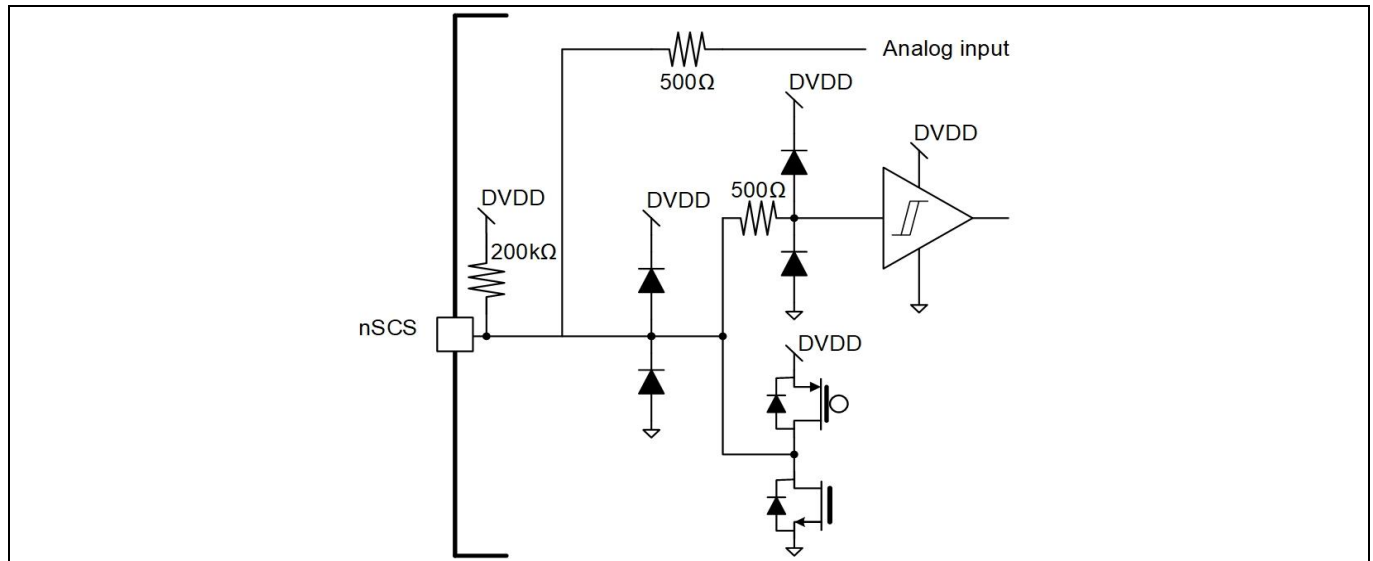 Analog input
500Ω
DVDD
DVDD
500Ω
DVDD
DVDD
200kΩ
nSCS
DVDD